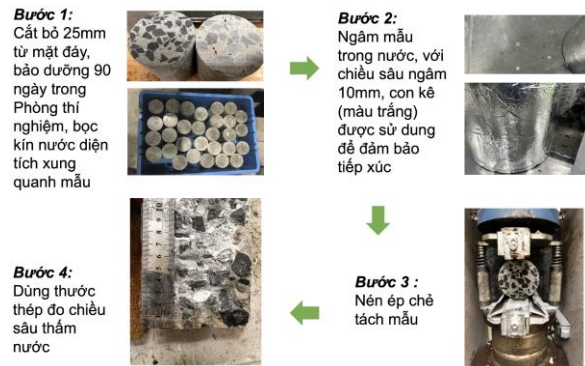 Bước 1:
Cắt bỏ 25mm
từ mặt đáy,
bảo dưỡng 90
ngày trong
Phòng thí
nghiệm, bọc
kín nước diện
tích xung
quanh mẫu
Bước 2:
Ngâm mẫu
trong nước, với
chiều sâu ngâm
10mm, con kê
(màu trắng)
được sử dung
để đảm bảo
tiếp xúc
Bước 3 :
Nén ép chẻ
tách mẫu
Bước 4:
Dùng thước
thép đo chiều
sâu thấm
nước